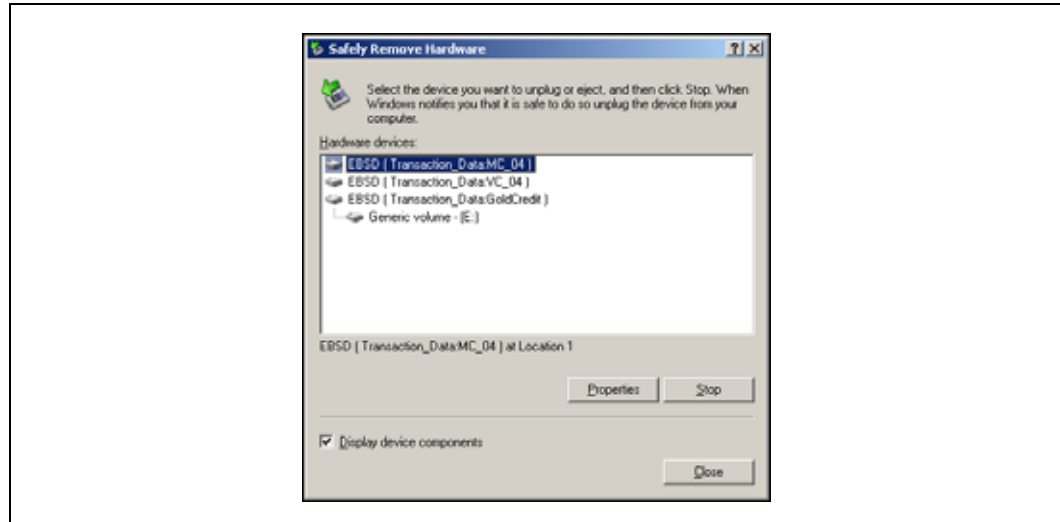 Safely Remove Hardware
Select the device you want to unplug or eject, and then click Stop. When
Windows notifies you that it is safe to do so unplug the device from your
computer.
Hardware devices:
EBSD ( Transaction_Data:MC_04 )
EBSD ( Transaction_Data:VC_04 )
EBSD ( Transaction_Data:GoldCredit )
Generic volume - (E:)
EBSD ( Transaction_Data:MC_04 ) at Location 1
Properties
Stop
Display device components
Close